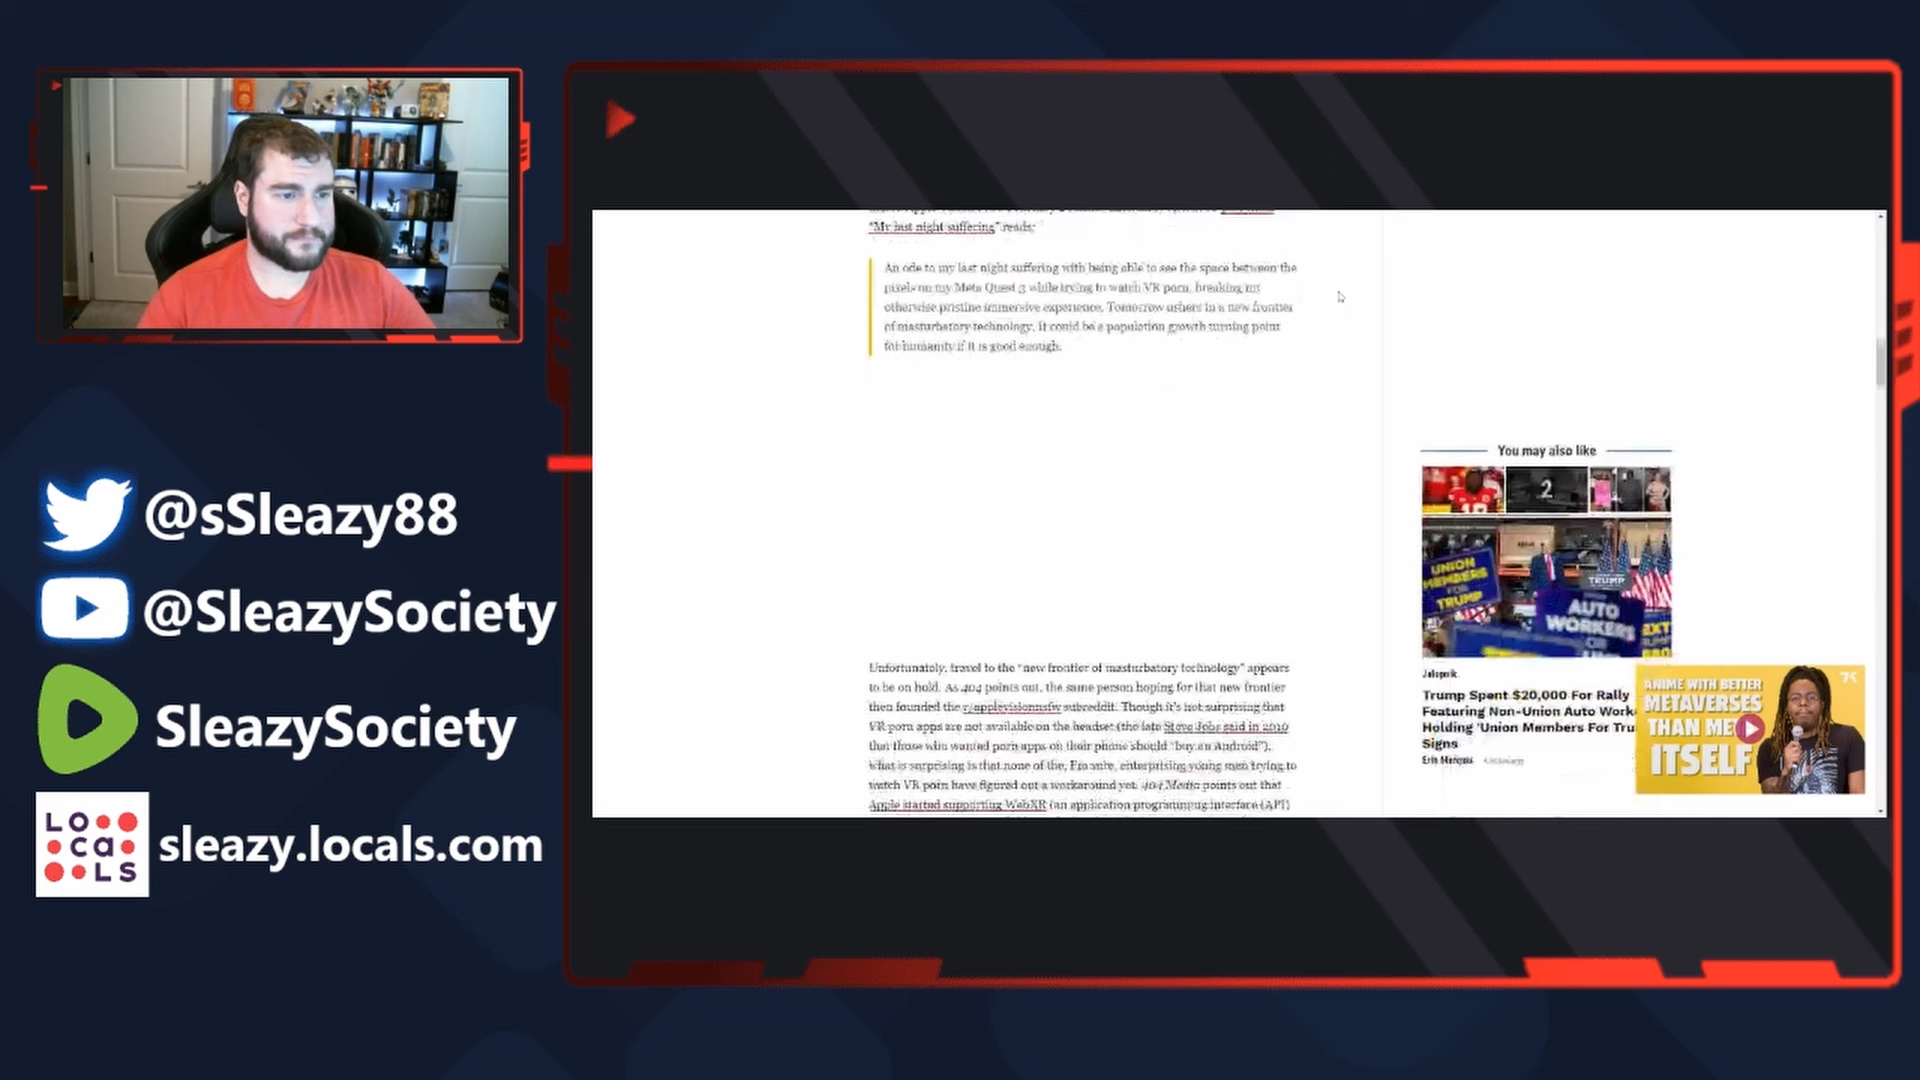 @sSleazy88
@SleazySociety
SleazySociety
LOcaLS
sleazy.locals.com
"My last night suffering" reads:
An ode to my last night suffering with being able to see the space between the
pixels on my Meta Quest 3 while trying to watch VR porn, breaking my
otherwise pristine immersive experience. Tomorrow ushers in a new frontier
of masturbatory technology. It could be a population growth turning point
for humanity if it is good enough.
Unfortunately, travel to the "new frontier of masturbatory technology" appears
to be on hold. As 404 points out, the same person hoping for that new frontier
then founded the r/applevisionnsfw subreddit. Though it's not surprising that
VR porn apps are not available on the headset (the late Steve Jobs said in 2010
that those who wanted porn apps on their phone should "buy an Android"),
what is surprising is that none of the, I'm sure, enterprising young men trying to
watch VR porn have figured out a workaround yet. 404 Media points out that
Apple started supporting WebXR (an application programming interface (API)
You may also like
2
UNION
MEMBERS
FOR
TRUMP
TRUMP
AUTO
WORKERS
Jalopnik
Trump Spent $20,000 For Rally
Featuring Non-Union Auto Work
Holding 'Union Members For Tru
Signs
ANIME WITH BETTER
METAVERSES
THAN ME
ITSELF